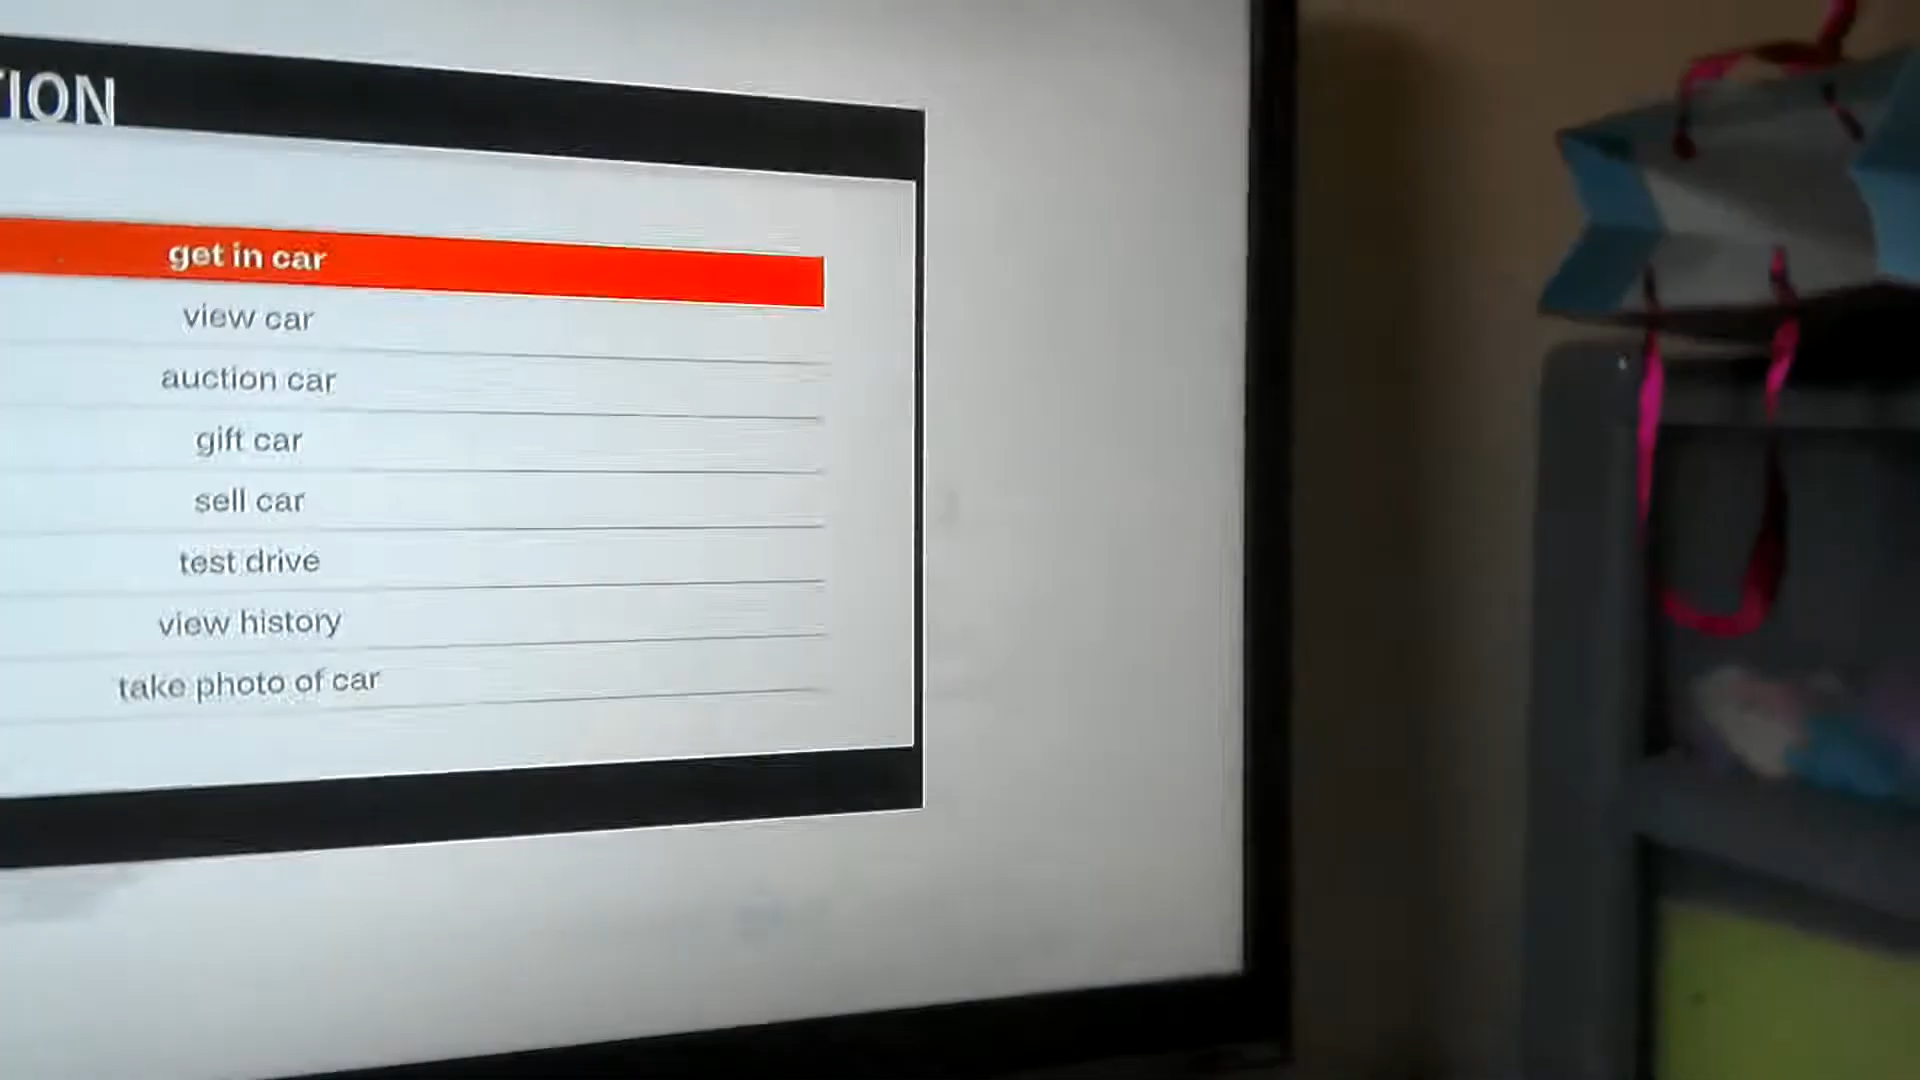 TION
get in car
view car
auction car
gift car
sell car
test drive
view history
take photo of car